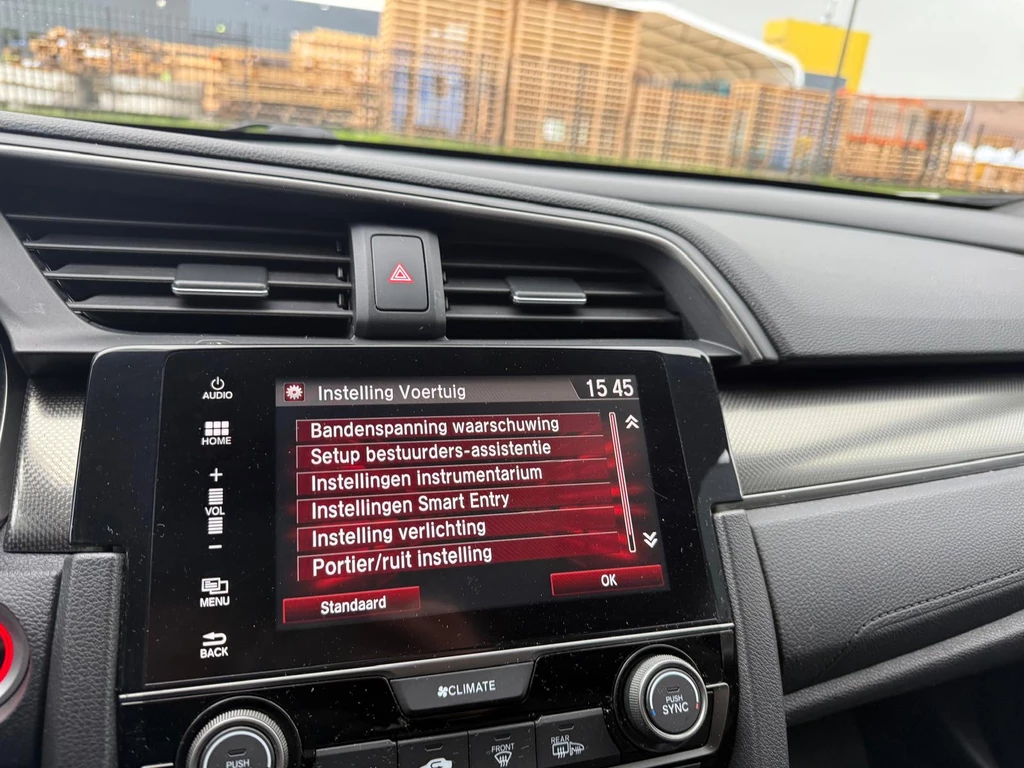 AUDIO
HOME
+
VOL
-
MENU
BACK
Instelling Voertuig
15 45
Bandenspanning waarschuwing
Setup bestuurders-assistentie
Instellingen instrumentarium
Instellingen Smart Entry
Instelling verlichting
Portier/ruit instelling
Standaard
OK
CLIMATE
PUSH
SYNC
PUSH
FRONT
REAR